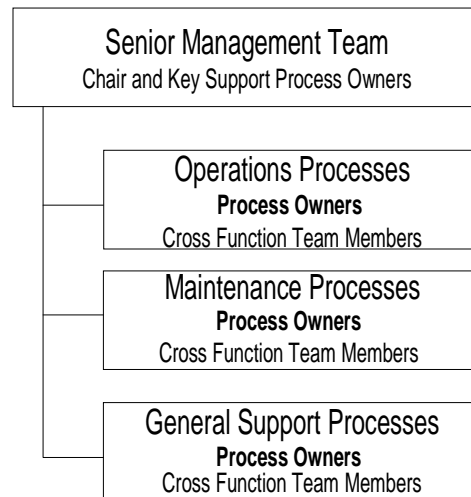 Senior Management Team
Chair and Key Support Process Owners
Operations Processes
Process Owners
Cross Function Team Members
Maintenance Processes
Process Owners
Cross Function Team Members
General Support Processes
Process Owners
Cross Function Team Members